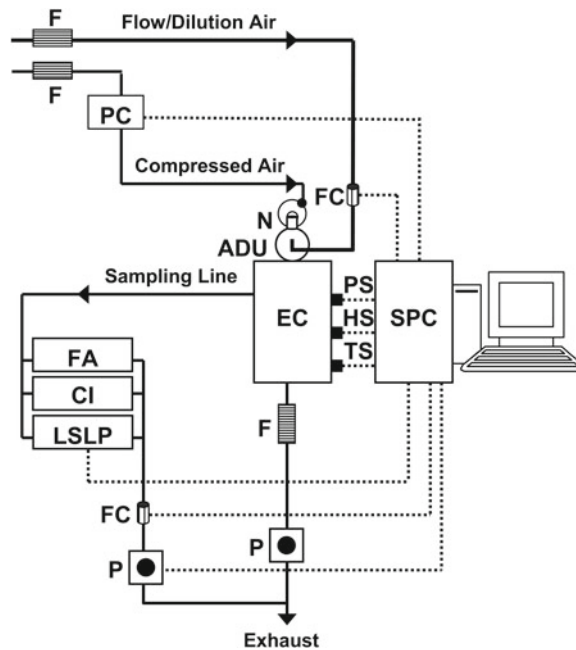 F
Flow/Dilution Air
F
PC
Compressed Air
FC
N
ADU
Sampling Line
PS
EC
HS
SPC
TS
FA
CI
LSLP
F
FC
P
P
Exhaust